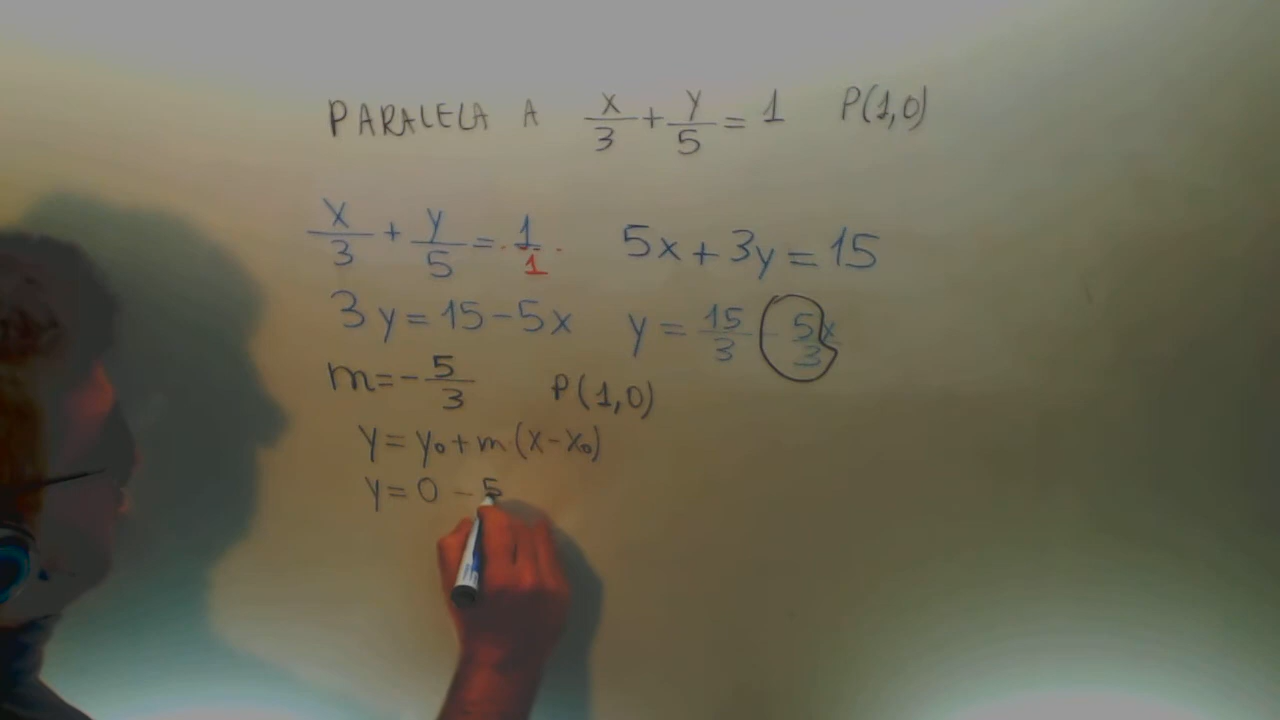 PARALELA A x/3 + y/5 = 1 P(1,0)
x/3 + y/5 = 1/1 5x + 3y = 15
3y = 15 - 5x y = 15/3 - 5x/3
m = - 5/3 P(1,0)
y = y₀ + m (x - x₀)
y = 0 - 5